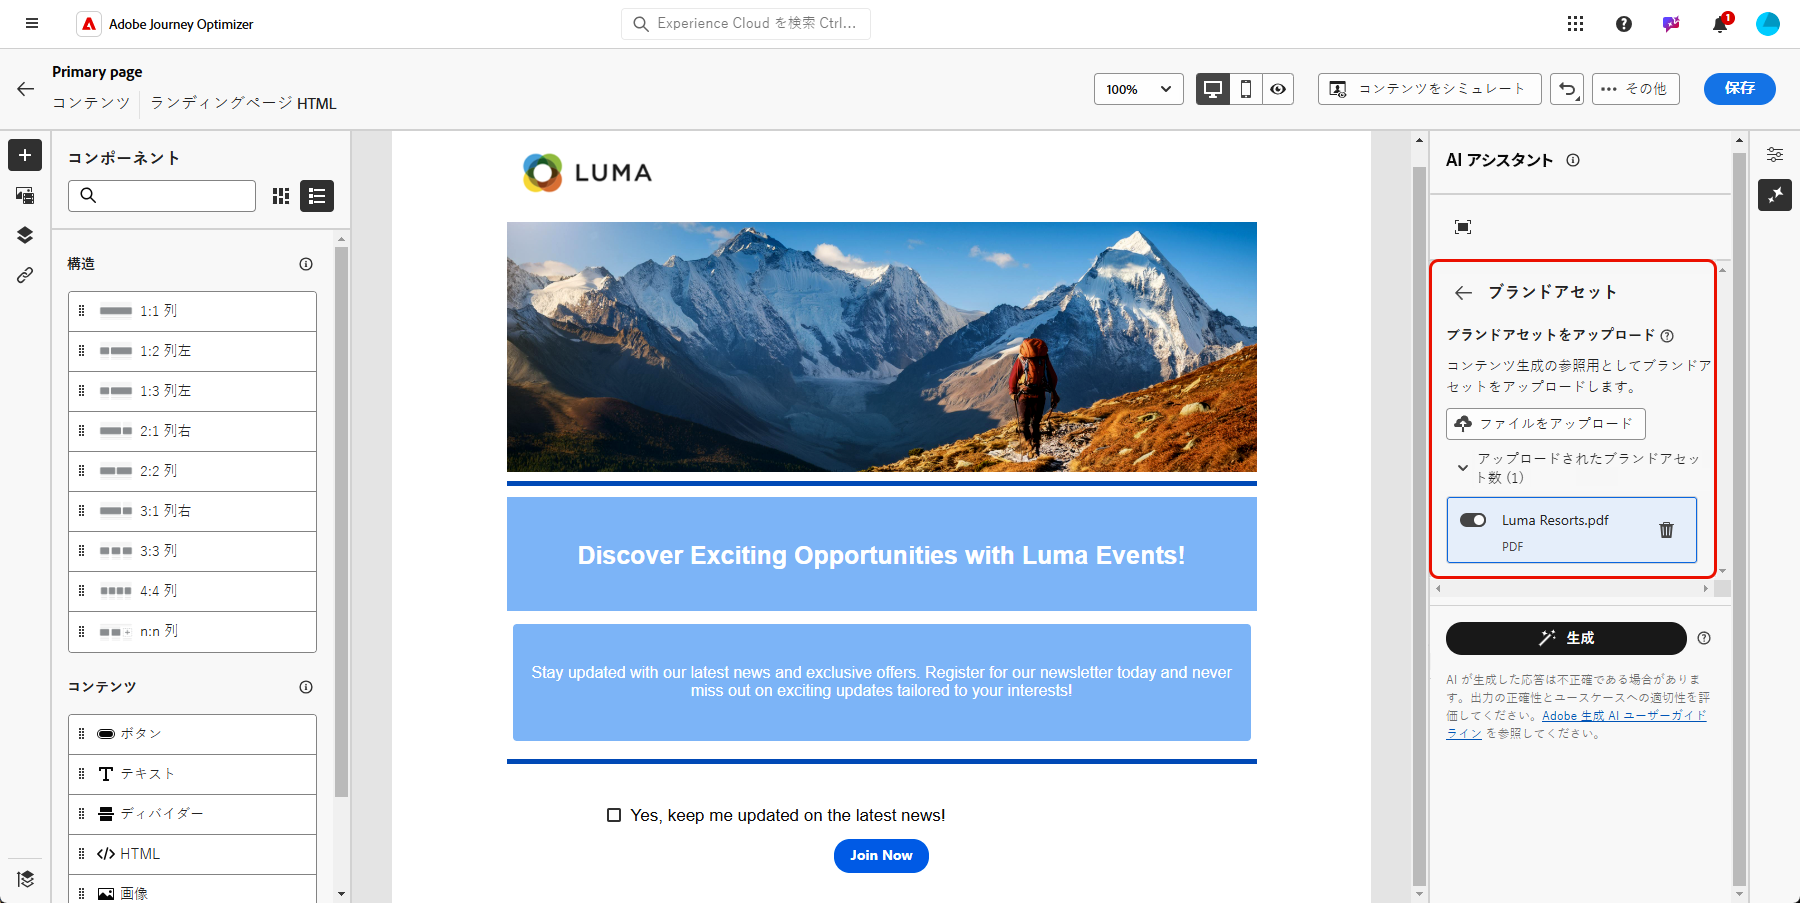 Adobe Journey Optimizer
Experience Cloud を検索 Ctrl...
1
Primary page
コンテンツ
ランディングページ HTML
100%
コンテンツをシミュレート
その他
保存
コンポーネント
構造
1:1 列
1:2 列左
1:3 列左
2:1 列右
2:2 列
3:1 列右
3:3 列
4:4 列
n:n 列
コンテンツ
ボタン
テキスト
ディバイダー
HTML
画像
LUMA
Discover Exciting Opportunities with Luma Events!
Stay updated with our latest news and exclusive offers. Register for our newsletter today and never
miss out on exciting updates tailored to your interests!
Yes, keep me updated on the latest news!
Join Now
AI アシスタント
ブランドアセット
ブランドアセットをアップロード
コンテンツ生成の参照用としてブランドア
セットをアップロードします。
ファイルをアップロード
アップロードされたブランドアセッ
ト数 (1)
Luma Resorts.pdf
PDF
生成
AI が生成した応答は不正確である場合がありま
す。出力の正確性とユースケースへの適切性を評
価してください。Adobe 生成 AI ユーザーガイド
ライン を参照してください。